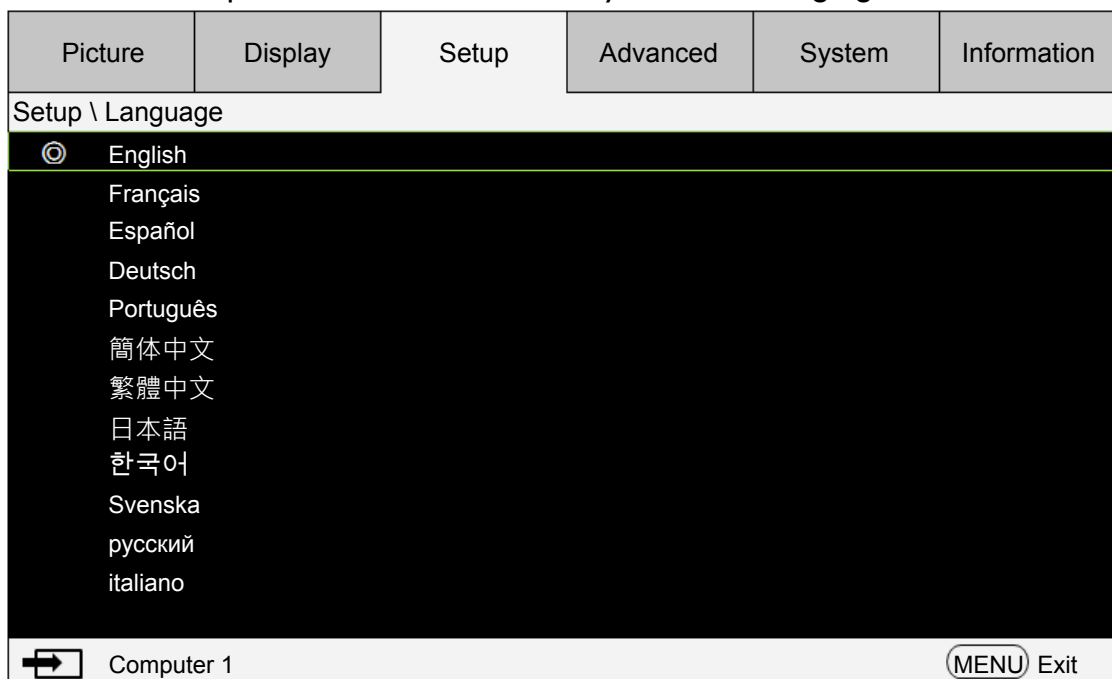 Picture Display Setup Advanced System Information
Setup \ Language
English
Français
Español
Deutsch
Português
簡体中文
繁體中文
日本語
한국어
Svenska
русский
italiano
Computer 1 MENU Exit